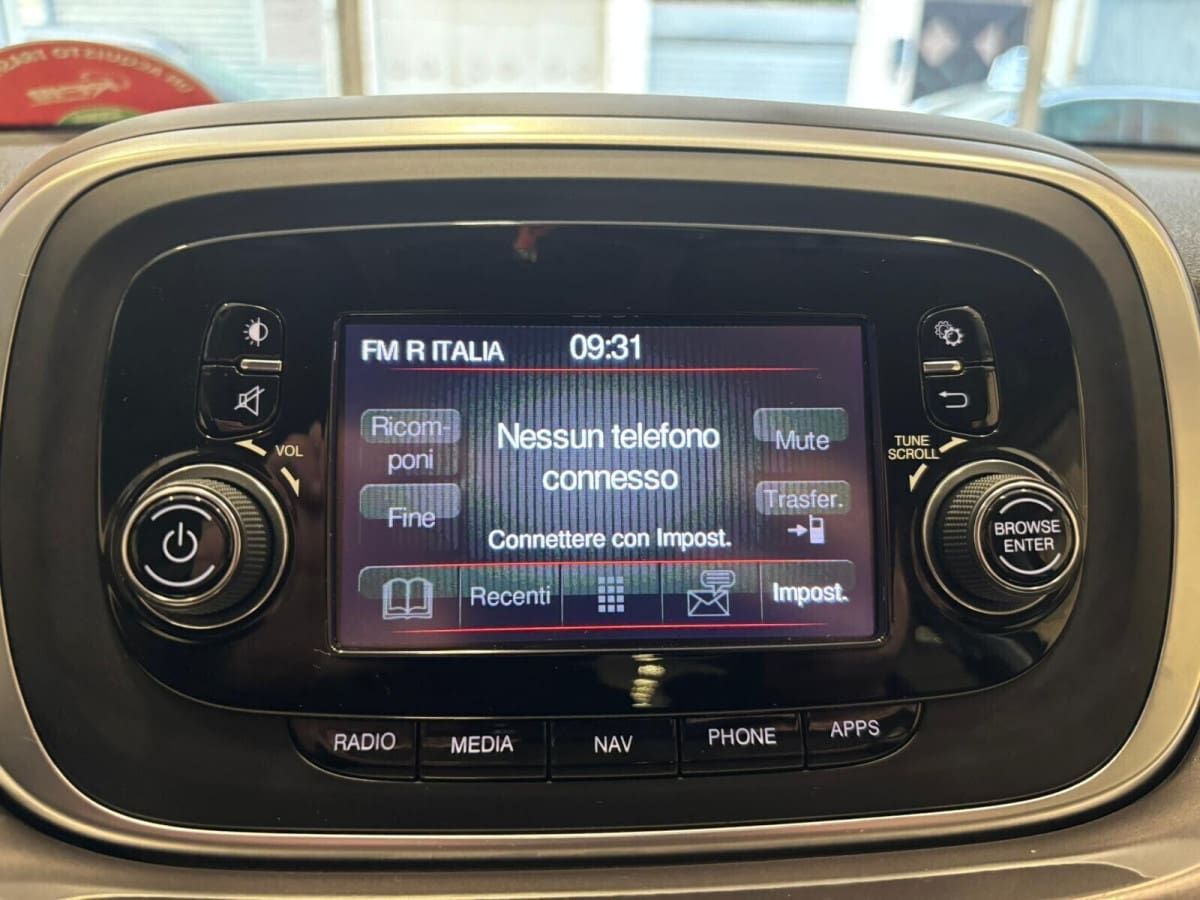 FM R ITALIA 09:31
Ricom-
poni
Nessun telefono
connesso
Mute
Fine
Trasfer.
Connettere con Impost.
Recenti
Impost.
VOL
TUNE
SCROLL
BROWSE
ENTER
RADIO
MEDIA
NAV
PHONE
APPS